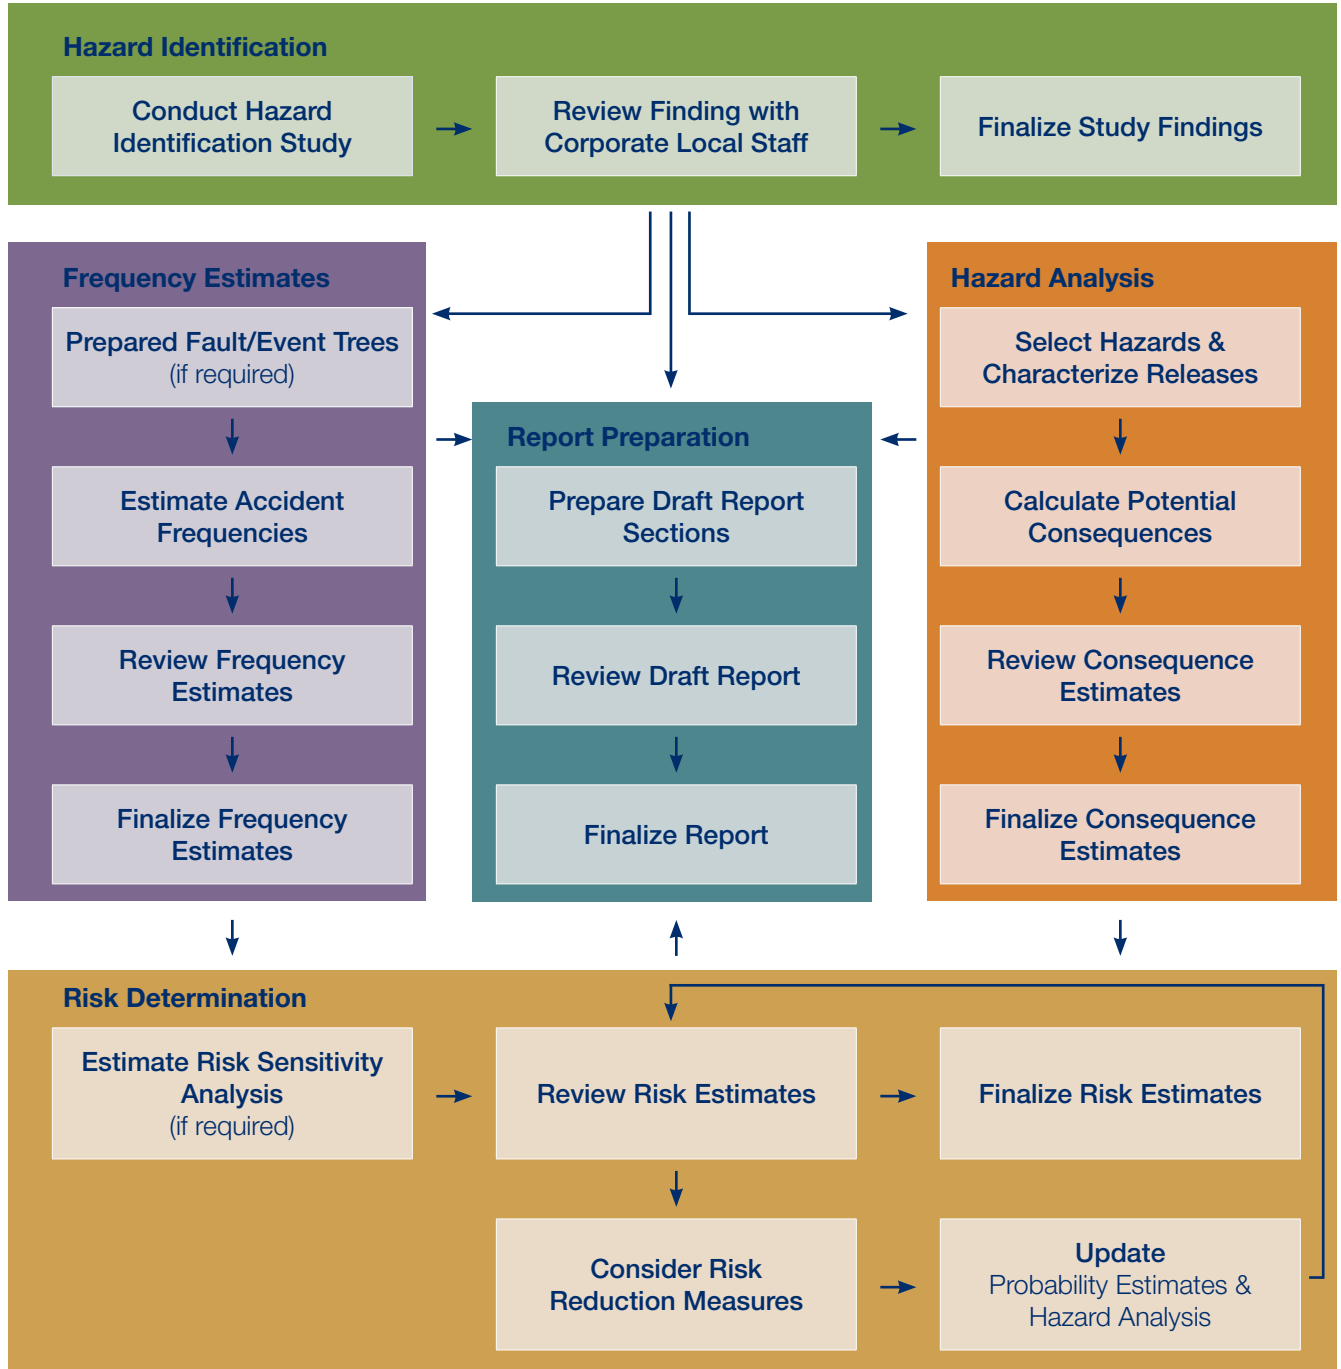 Hazard Identification
Conduct Hazard
Identification Study
Review Finding with
Corporate Local Staff
Finalize Study Findings
Frequency Estimates
Prepared Fault/Event Trees
(if required)
Estimate Accident
Frequencies
Review Frequency
Estimates
Finalize Frequency
Estimates
Report Preparation
Prepare Draft Report
Sections
Review Draft Report
Finalize Report
Hazard Analysis
Select Hazards &
Characterize Releases
Calculate Potential
Consequences
Review Consequence
Estimates
Finalize Consequence
Estimates
Risk Determination
Estimate Risk Sensitivity
Analysis
(if required)
Review Risk Estimates
Finalize Risk Estimates
Consider Risk
Reduction Measures
Update
Probability Estimates &
Hazard Analysis